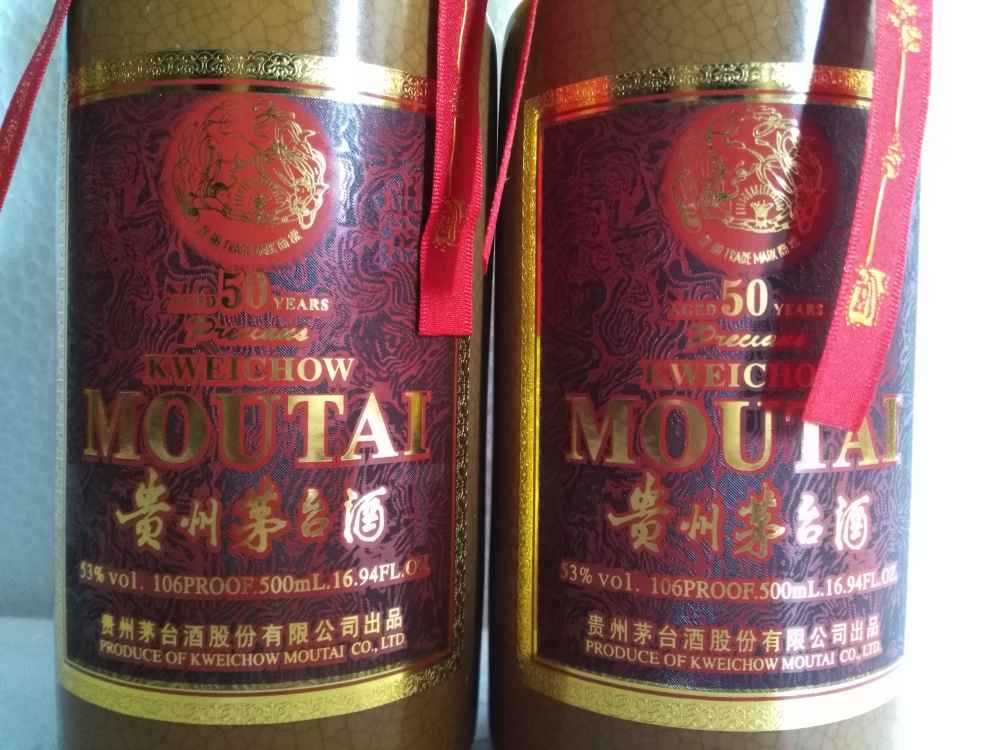 TRADE MARK
AGED 50 YEARS
Precious
KWEICHOW
MOUTAI
贵州茅台酒
53% vol. 106PROOF.500mL.16.94FL.OZ.
贵州茅台酒股份有限公司出品
PRODUCE OF KWEICHOW MOUTAI CO.,LTD.
TRADE MARK
AGED 50 YEARS
Precious
KWEICHO
MOUTAI
贵州茅台酒
53% vol. 106PROOF.500mL.16.94FL.OZ.
贵州茅台酒股份有限公司出品
PRODUCE OF KWEICHOW MOUTAI CO.,LTD.